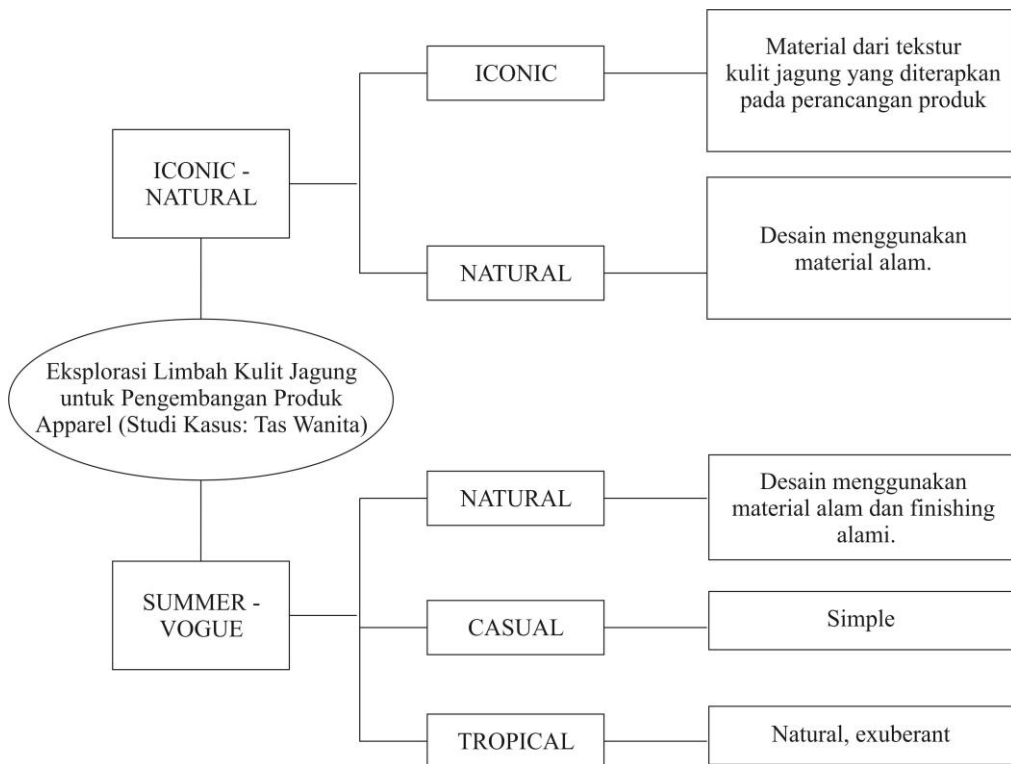 ICONIC
Material dari tekstur
kulit jagung yang diterapkan
pada perancangan produk
ICONIC -
NATURAL
NATURAL
Desain menggunakan
material alam.
Eksplorasi Limbah Kulit Jagung
untuk Pengembangan Produk
Apparel (Studi Kasus: Tas Wanita)
NATURAL
Desain menggunakan
material alam dan finishing
alami.
SUMMER -
VOGUE
CASUAL
Simple
TROPICAL
Natural, exuberant